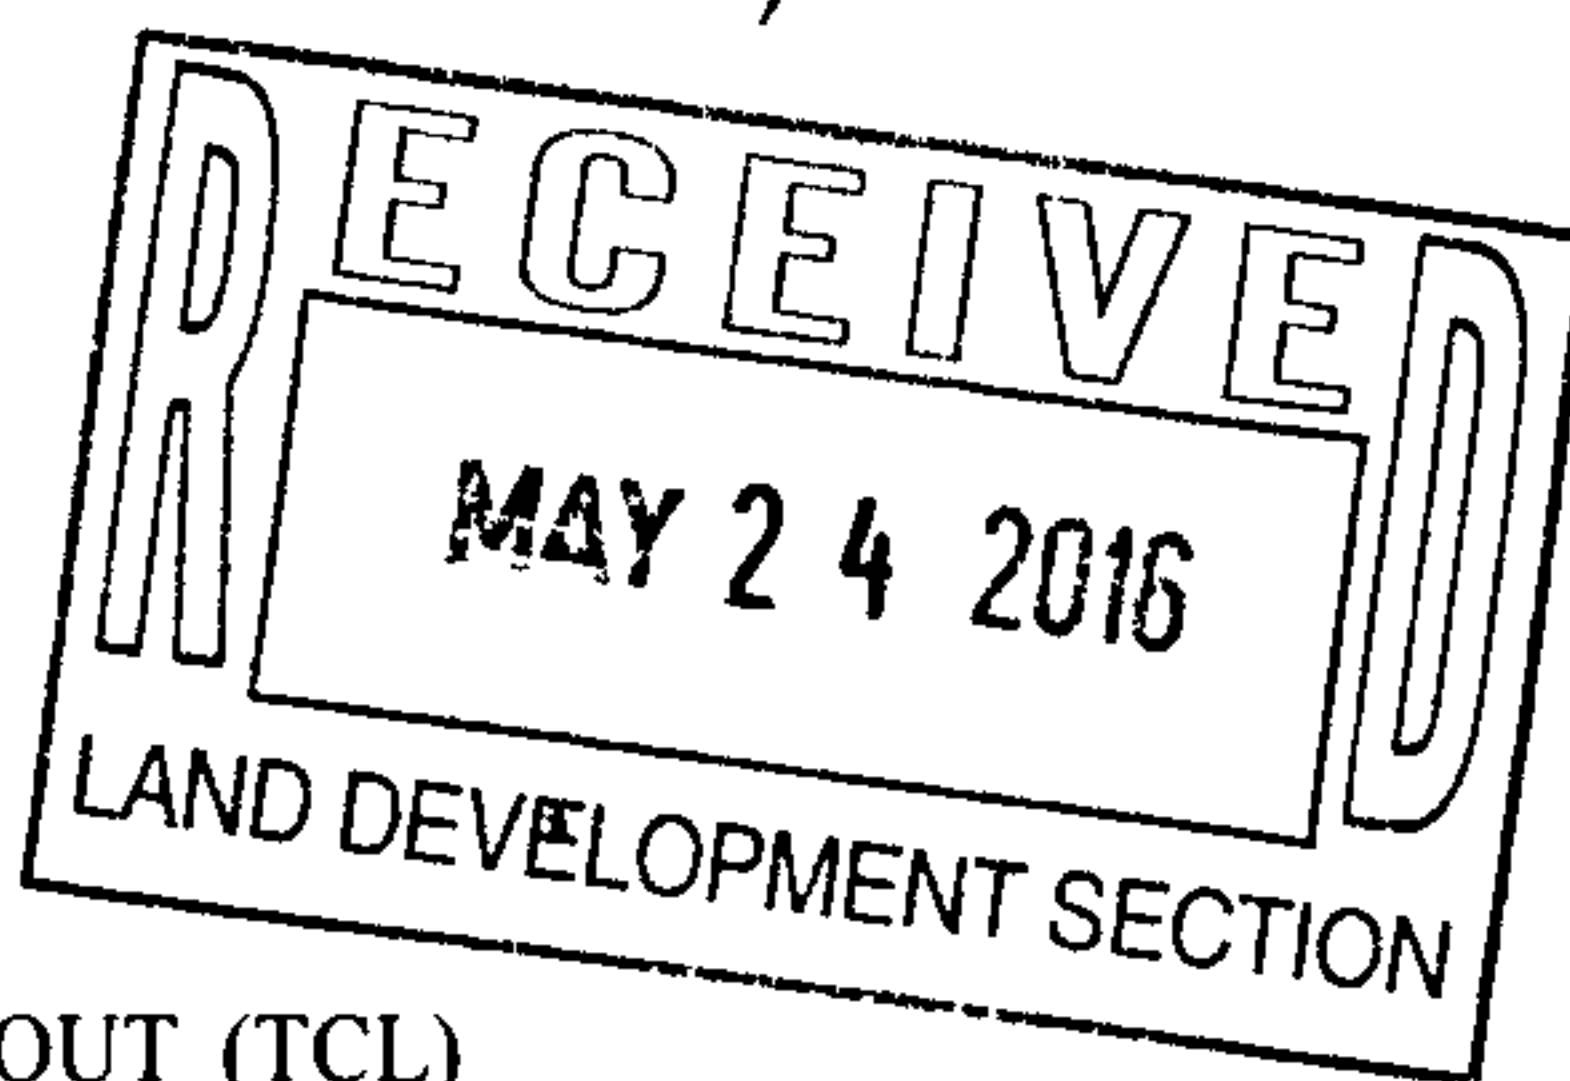 RECEIVED
MAY 24 2016
LAND DEVELOPMENT SECTION
OUT (TCL)